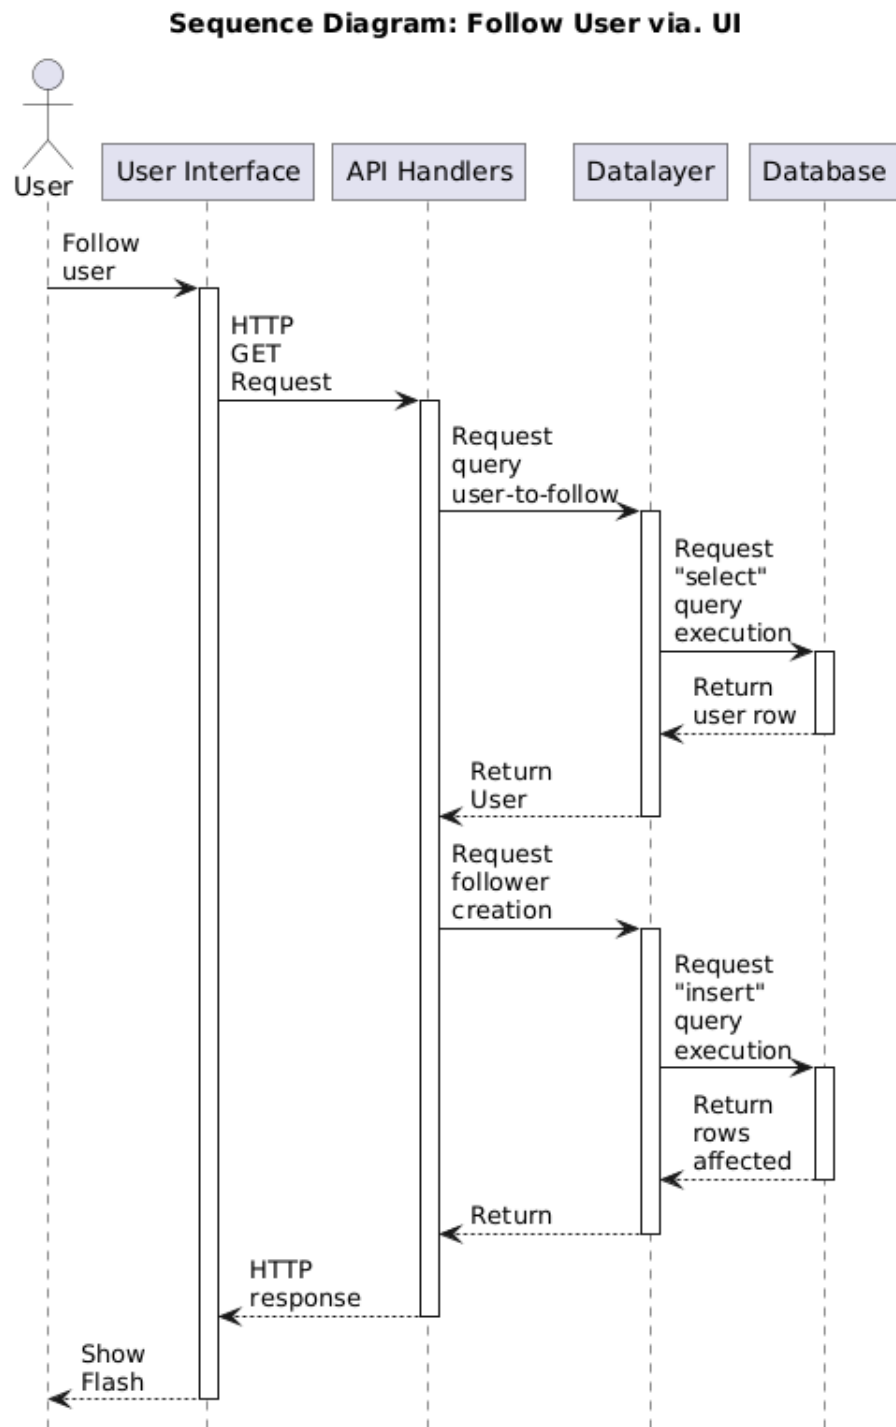 Sequence Diagram: Follow User via. UI
User
User Interface
API Handlers
Datalayer
Database
Follow
user
HTTP
GET
Request
Request
query
user-to-follow
Request
"select"
query
execution
Return
user row
Return
User
Request
follower
creation
Request
"insert"
query
execution
Return
rows
affected
Return
HTTP
response
Show
Flash